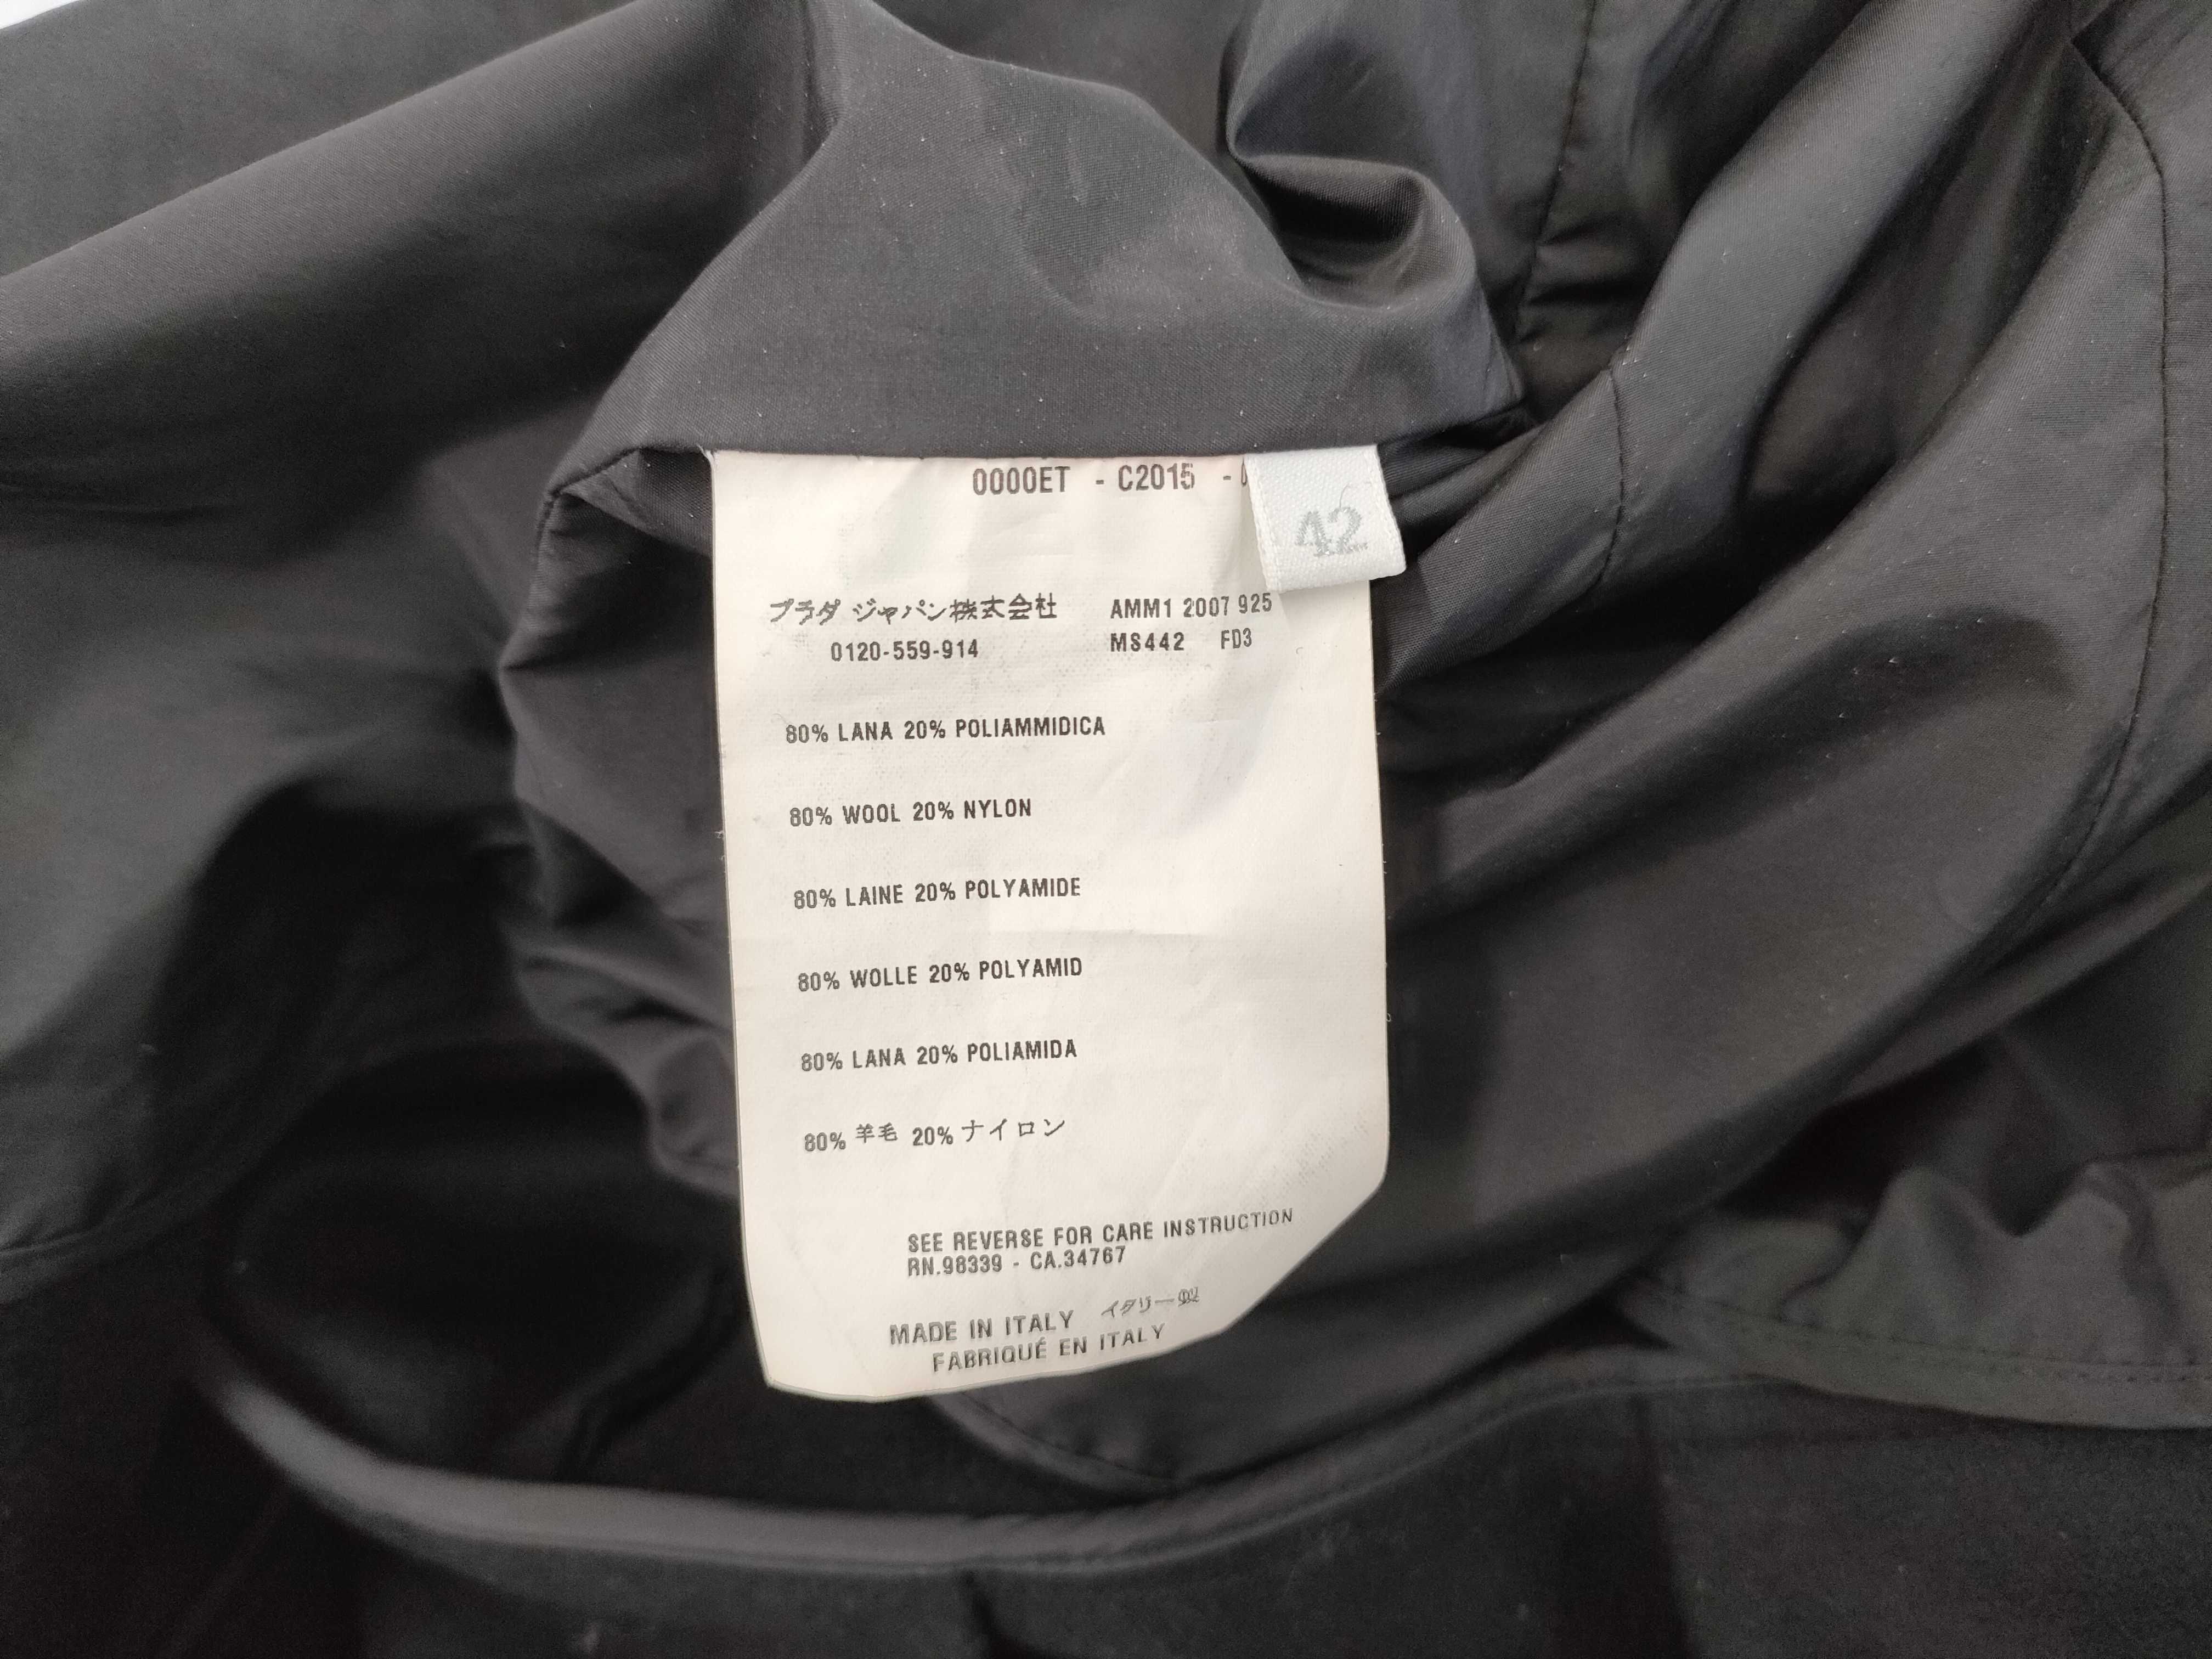 0000ET - C2015 -
42
プラダ ジャパン株式会社 AMM1 2007 925
0120-559-914 MS442 FD3
80% LANA 20% POLIAMMIDICA
80% WOOL 20% NYLON
80% LAINE 20% POLYAMIDE
80% WOLLE 20% POLYAMID
80% LANA 20% POLIAMIDA
80% 羊毛 20% ナイロン
SEE REVERSE FOR CARE INSTRUCTION
RN.98339 - CA.34767
MADE IN ITALY イタリー製
FABRIQUÉ EN ITALY